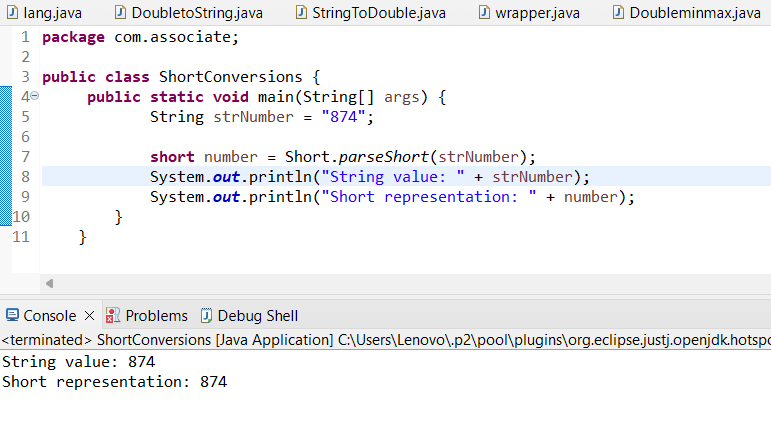 lang.java DoubletoString.java StringToDouble.java wrapper.java Doubleminmax.java
1 package com.associate;
2
3 public class ShortConversions {
4 public static void main(String[] args) {
5 String strNumber = "874";
6
7 short number = Short.parseShort(strNumber);
8 System.out.println("String value: " + strNumber);
9 System.out.println("Short representation: " + number);
10 }
11 }
Console Problems Debug Shell
<terminated> ShortConversions [Java Application] C:\Users\Lenovo\.p2\pool\plugins\org.eclipse.justj.openjdk.hotspo
String value: 874
Short representation: 874